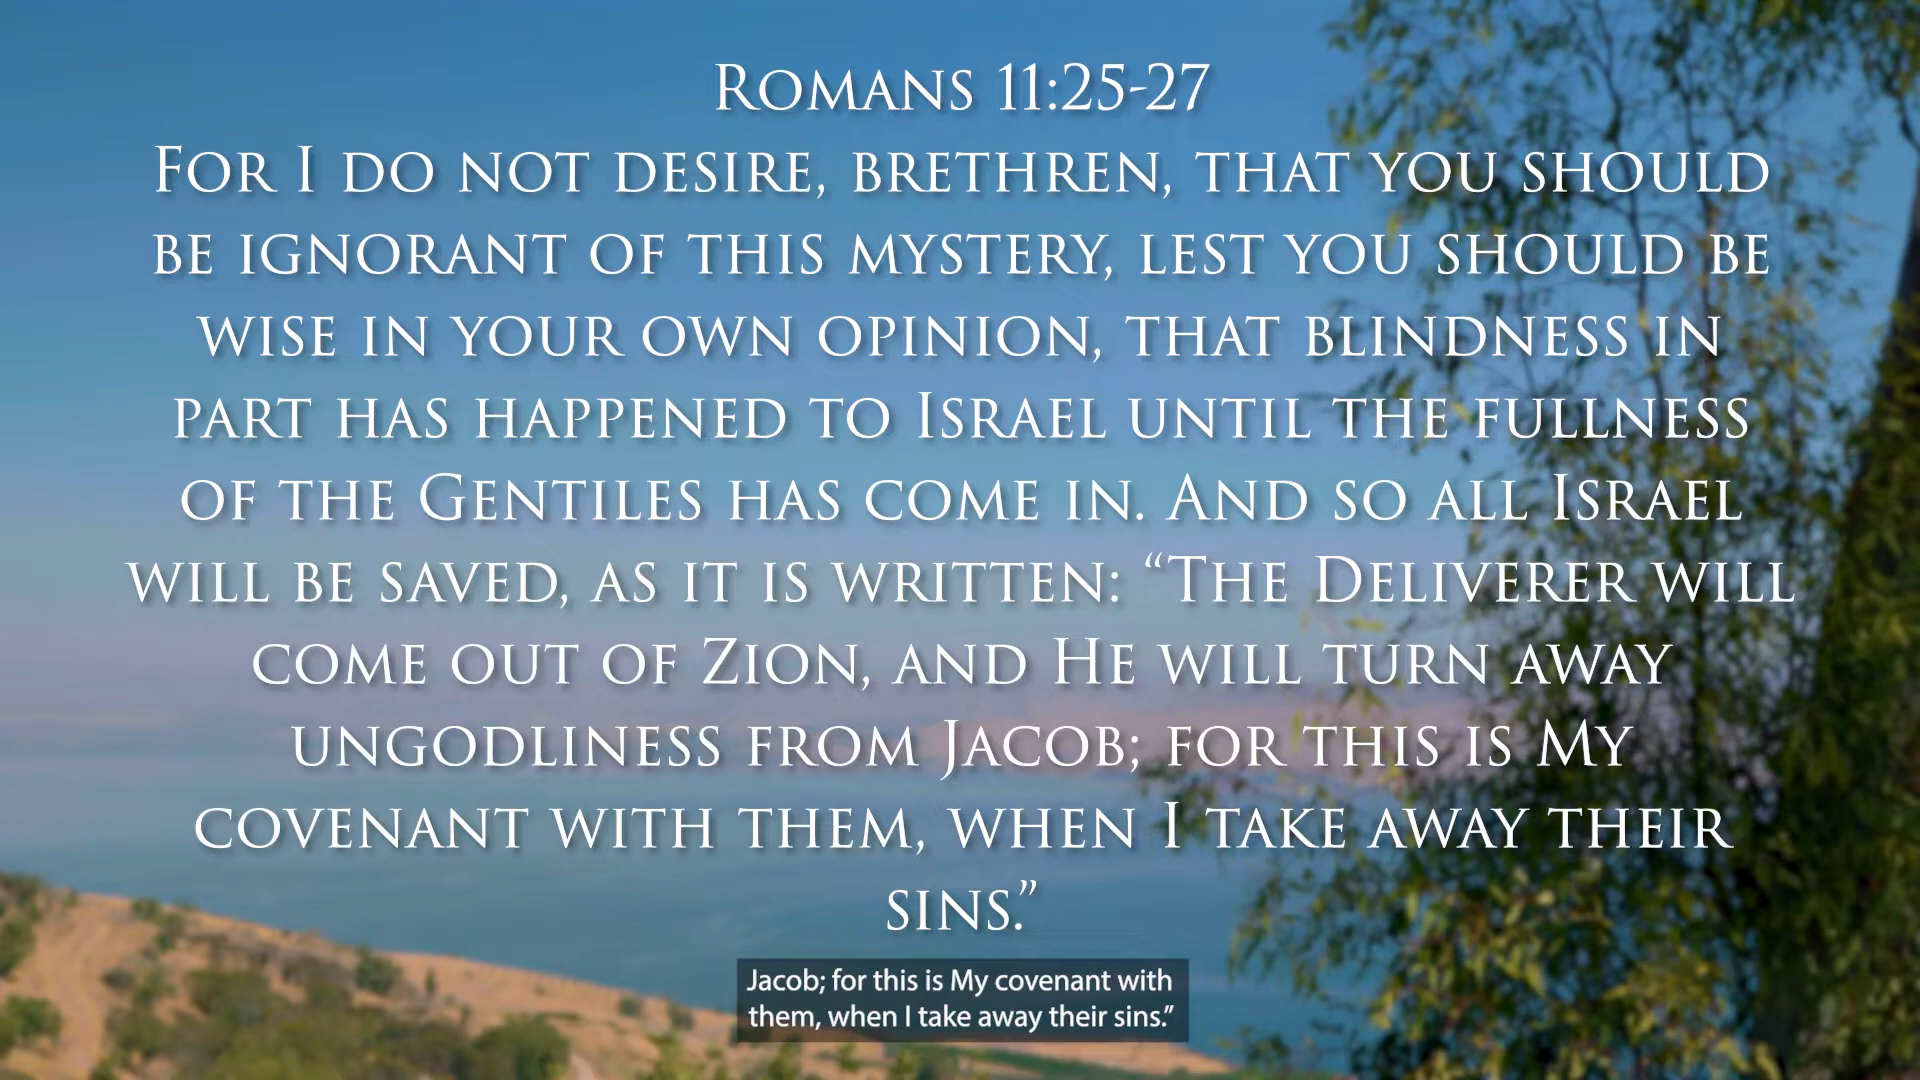 Romans 11:25-27
For I do not desire, brethren, that you should
be ignorant of this mystery, lest you should be
wise in your own opinion, that blindness in
part has happened to Israel until the fullness
of the Gentiles has come in. And so all Israel
will be saved, as it is written: “The Deliverer will
come out of Zion, and He will turn away
ungodliness from Jacob; for this is My
covenant with them, when I take away their
sins.”
Jacob; for this is My covenant with
them, when I take away their sins.”